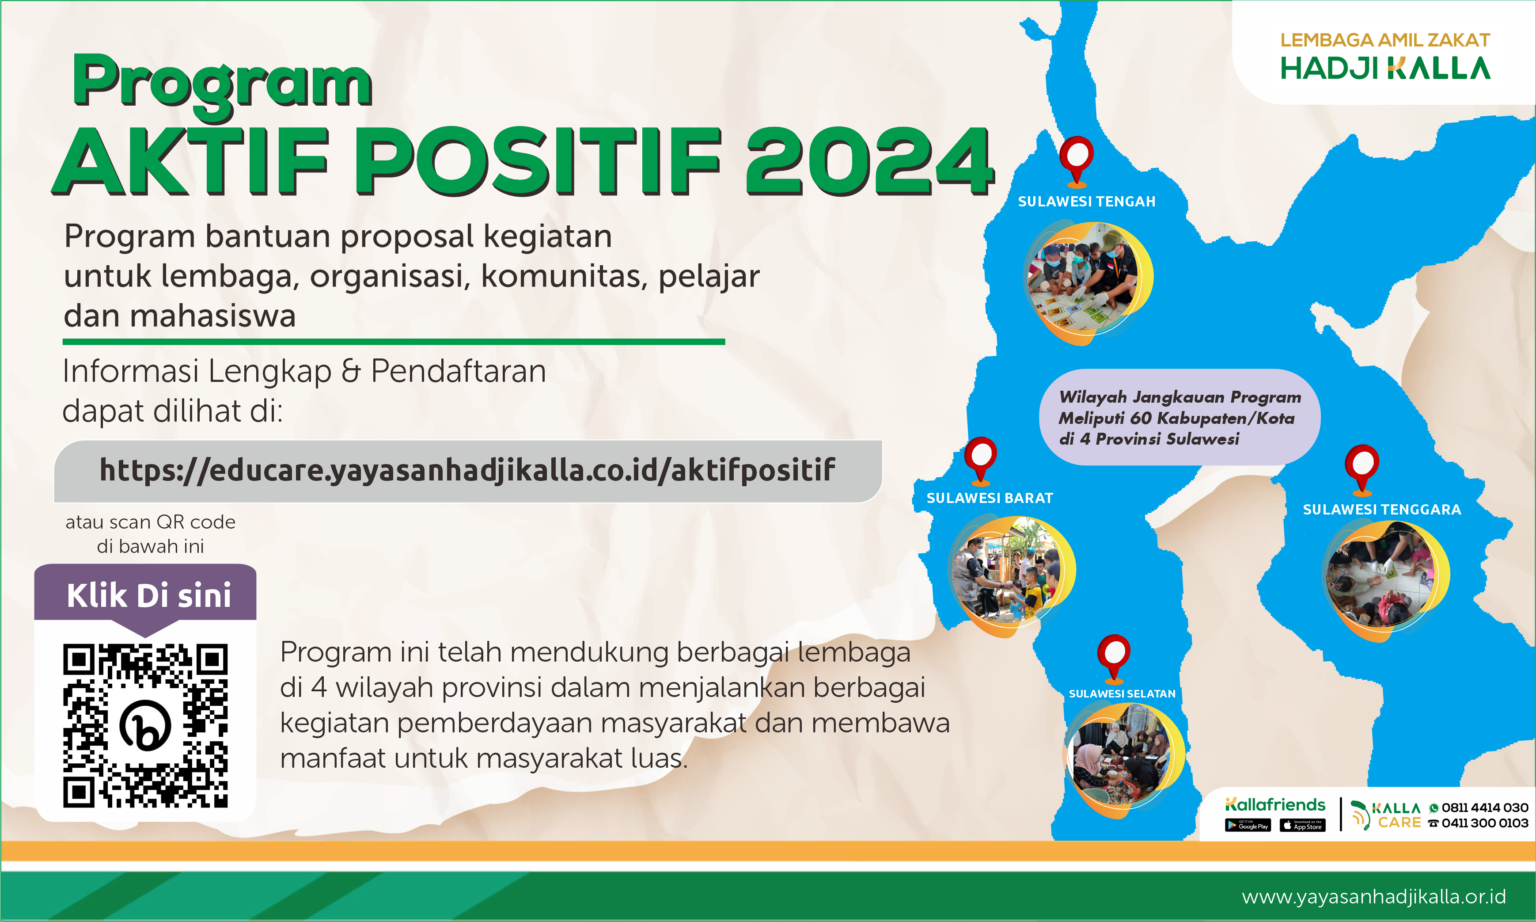 Program
AKTIF POSITIF 2024
Program bantuan proposal kegiatan
untuk lembaga, organisasi, komunitas, pelajar
dan mahasiswa
Informasi Lengkap & Pendaftaran
dapat dilihat di:
https://educare.yayasanhadjikalla.co.id/aktifpositif
atau scan QR code
di bawah ini
Klik Di sini
Program ini telah mendukung berbagai lembaga
di 4 wilayah provinsi dalam menjalankan berbagai
kegiatan pemberdayaan masyarakat dan membawa
manfaat untuk masyarakat luas.
LEMBAGA AMIL ZAKAT
HADJI KALLA
SULAWESI TENGAH
Wilayah Jangkauan Program
Meliputi 60 Kabupaten/Kota
di 4 Provinsi Sulawesi
SULAWESI BARAT
SULAWESI TENGGARA
SULAWESI SELATAN
Kallafriends
Google Play
App Store
KALLA
CARE
0811 4414 030
0411 300 0103
www.yayasanhadjikalla.or.id